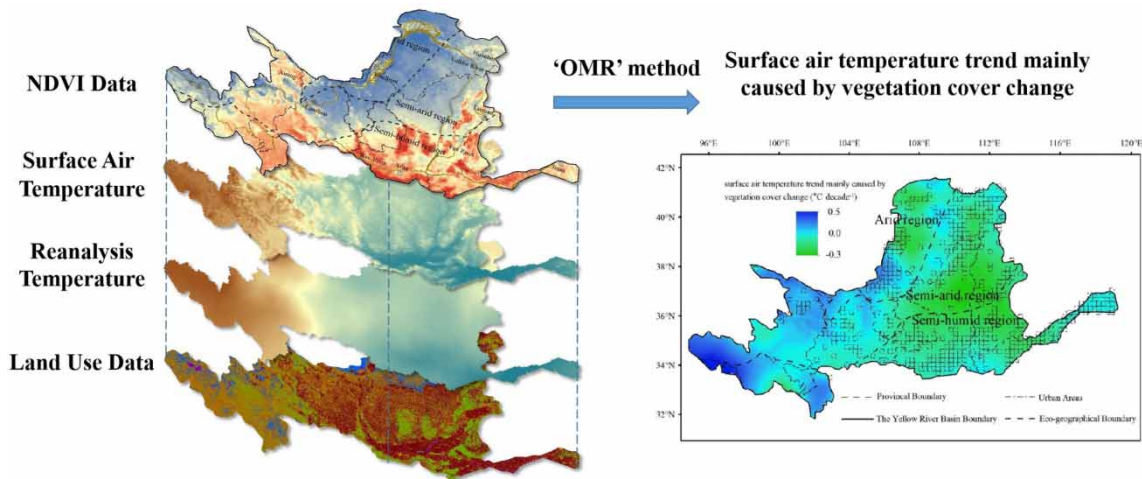 NDVI Data
Surface Air
Temperature
Reanalysis
Temperature
Land Use Data
Semi-arid region
Semi-humid region
'OMR' method
Surface air temperature trend mainly
caused by vegetation cover change
96°E 100°E 104°E 108°E 112°E 116°E 120°E
42°N
40°N
38°N
36°N
34°N
32°N
surface air temperature trend mainly caused by
vegetation cover change (°C decade⁻¹)
0.5
0.0
-0.3
Arid region
Semi-arid region
Semi-humid region
Provincial Boundary
Urban Areas
The Yellow River Basin Boundary
Eco-geographical Boundary